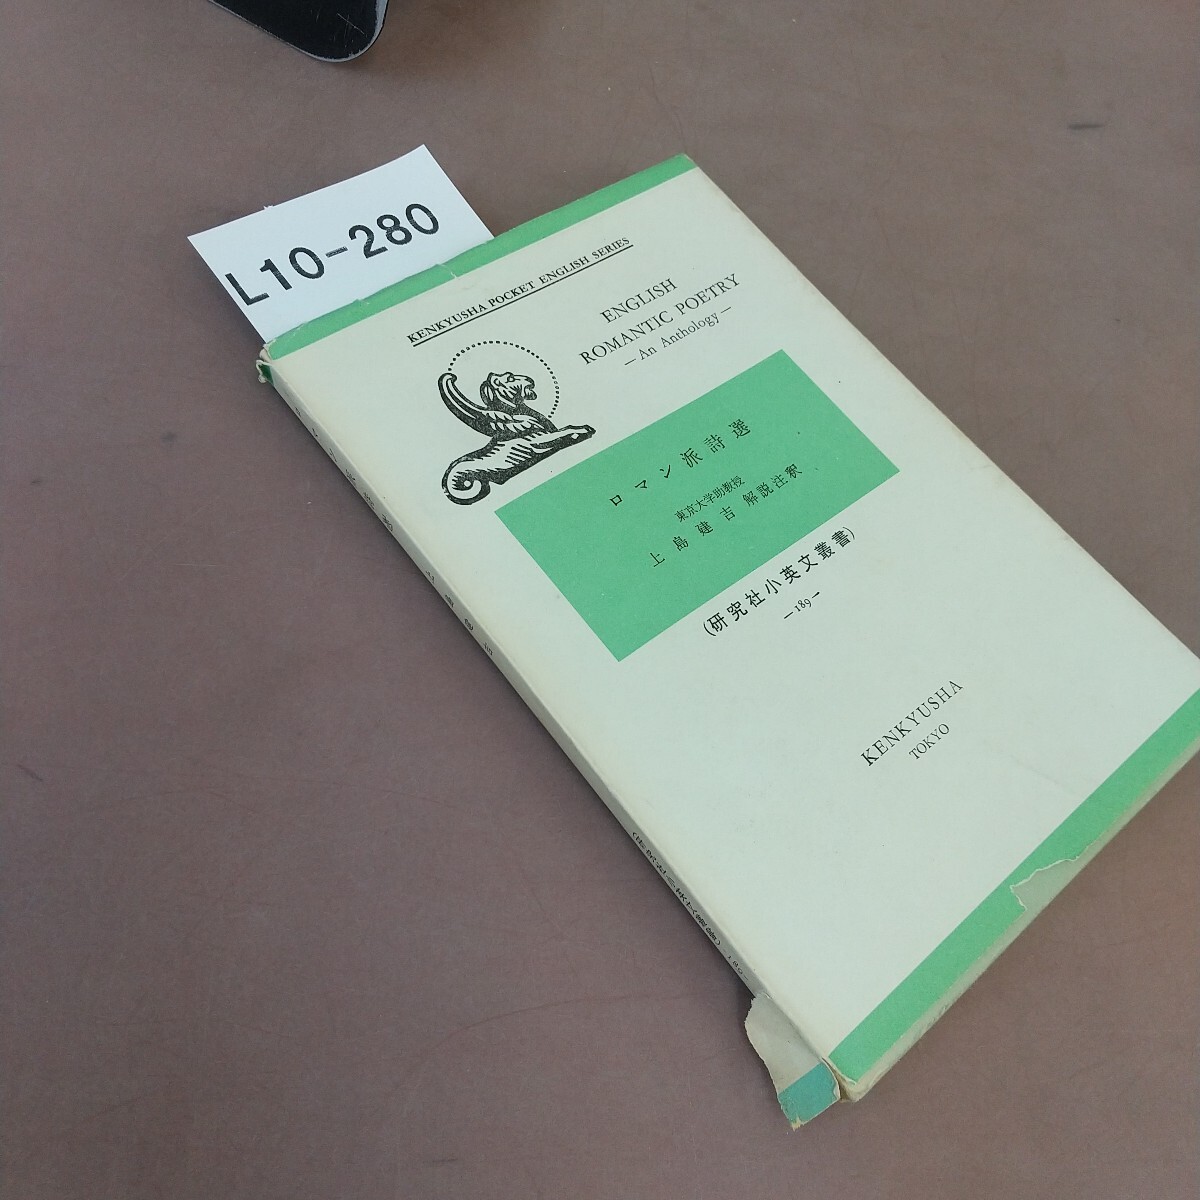 L10-280
KENKYUSHA POCKET ENGLISH SERIES
ENGLISH
ROMANTIC POETRY
— An Anthology —
ロマン派詩選
東京大学助教授
上島建吉 解説注釈
(研究社小英文叢書)
— 189 —
KENKYUSHA
TOKYO